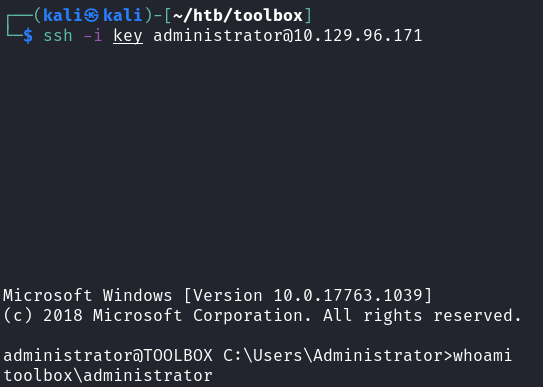 ┌──(kali㉿kali)-[~/htb/toolbox]
└─$ ssh -i key administrator@10.129.96.171
Microsoft Windows [Version 10.0.17763.1039]
(c) 2018 Microsoft Corporation. All rights reserved.
administrator@TOOLBOX C:\Users\Administrator>whoami
toolbox\administrator